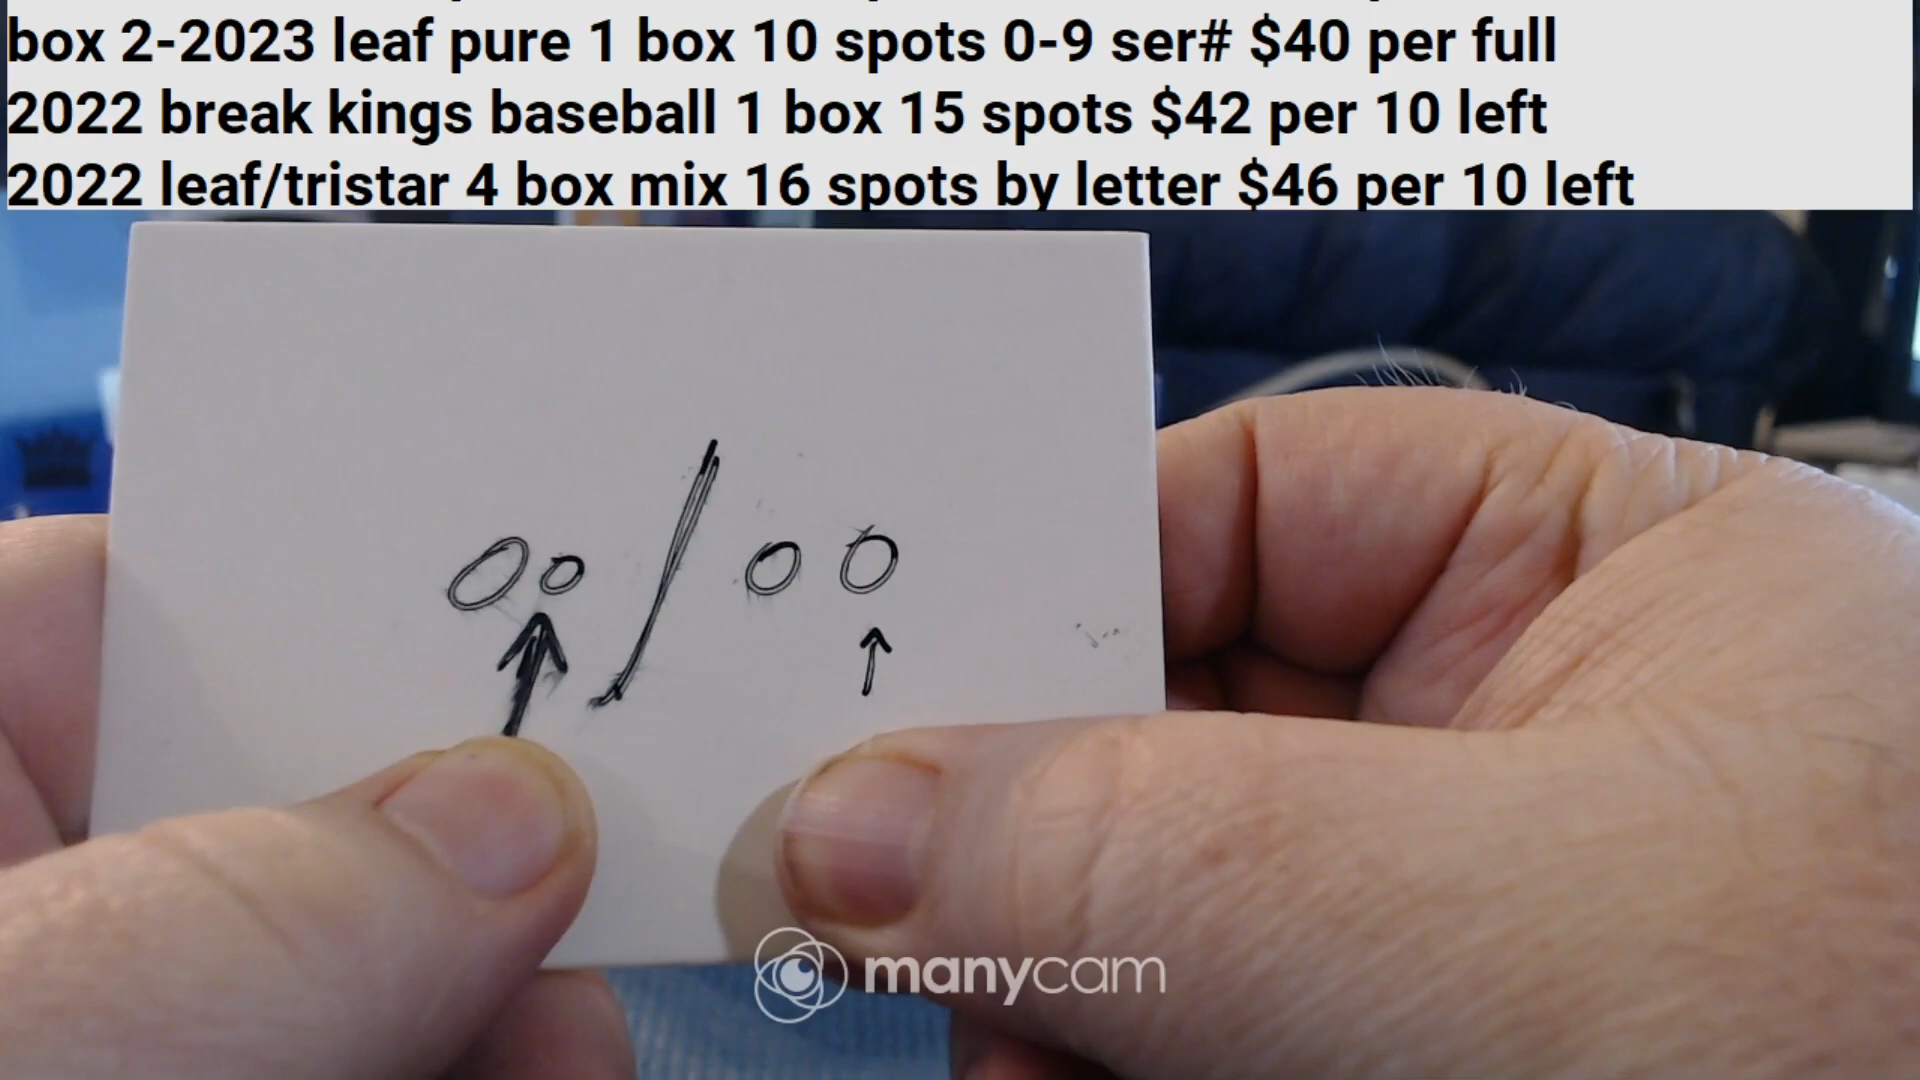 box 2-2023 leaf pure 1 box 10 spots 0-9 ser# $40 per full
2022 break kings baseball 1 box 15 spots $42 per 10 left
2022 leaf/tristar 4 box mix 16 spots by letter $46 per 10 left
00/00
manycam